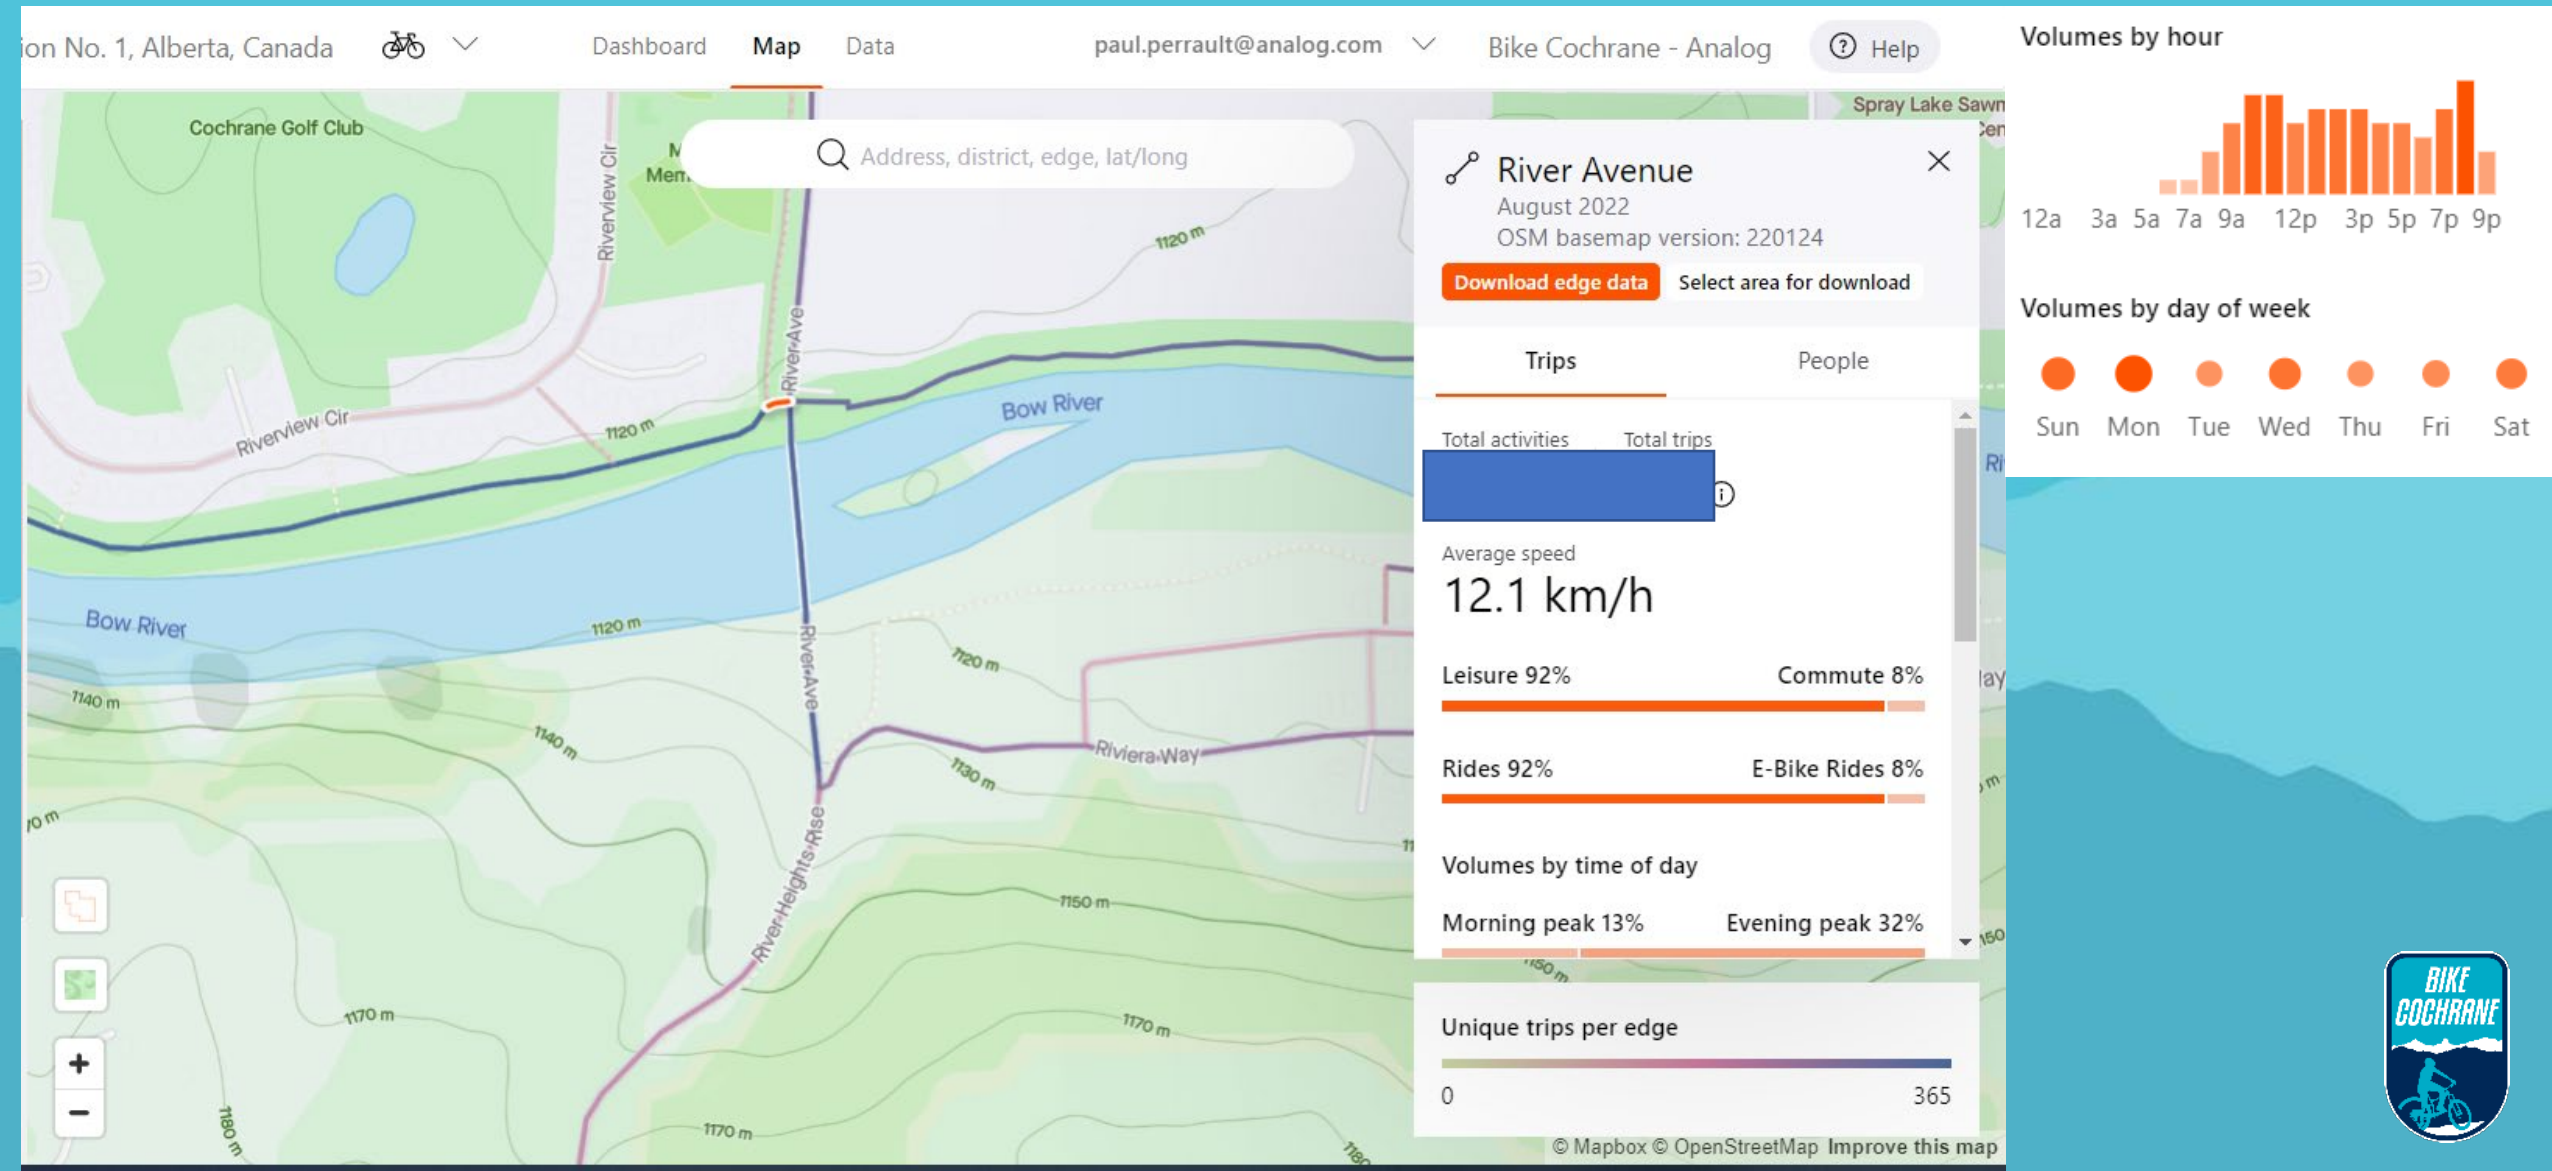 ion No. 1, Alberta, Canada
Dashboard Map Data
paul.perrault@analog.com
Bike Cochrane - Analog
Help
Address, district, edge, lat/long
Cochrane Golf Club
Riverview Cir
Riverview Cir
River Ave
River Ave
Bow River
Bow River
Riviera Way
River Heights Rise
1120 m
1120 m
1120 m
1120 m
1140 m
1140 m
1130 m
1150 m
1150 m
1170 m
1170 m
1170 m
1180 m
Spray Lake Sawm
River Avenue
August 2022
OSM basemap version: 220124
Download edge data Select area for download
Trips People
Total activities Total trips
Average speed
12.1 km/h
Leisure 92% Commute 8%
Rides 92% E-Bike Rides 8%
Volumes by time of day
Morning peak 13% Evening peak 32%
Unique trips per edge
0 365
© Mapbox © OpenStreetMap Improve this map
Volumes by hour
12a 3a 5a 7a 9a 12p 3p 5p 7p 9p
Volumes by day of week
Sun Mon Tue Wed Thu Fri Sat
BIKE
COCHRANE